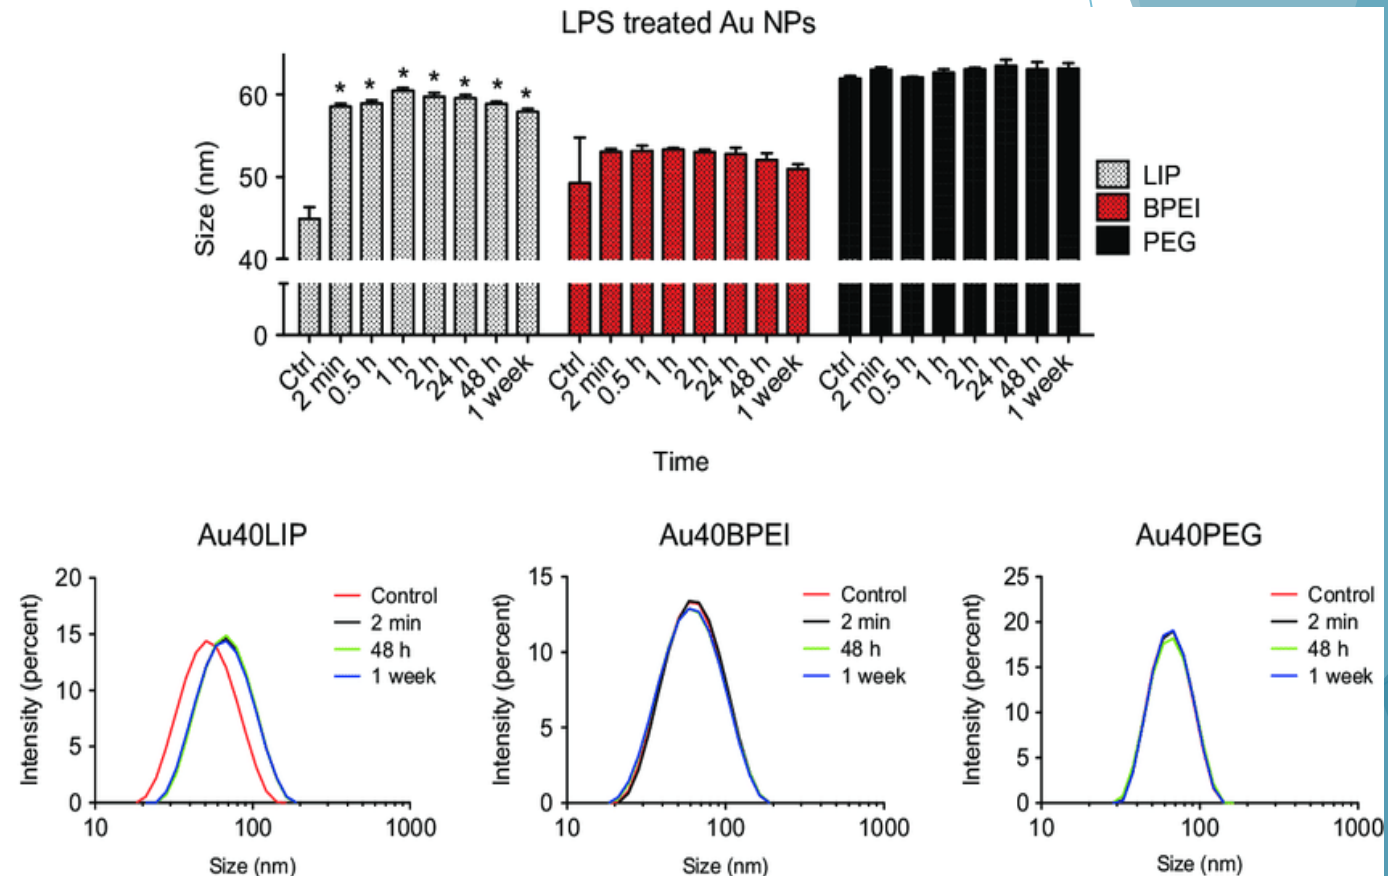 LPS treated Au NPs
* * * * * * *
60
50
40
0
Size (nm)
LIP
BPEI
PEG
Ctrl 2 min 0.5 h 1 h 2 h 24 h 48 h 1 week Ctrl 2 min 0.5 h 1 h 2 h 24 h 48 h 1 week Ctrl 2 min 0.5 h 1 h 2 h 24 h 48 h 1 week
Time
Au40LIP
20
15
10
5
0
Intensity (percent)
Control
2 min
48 h
1 week
10 100 1000
Size (nm)
Au40BPEI
15
10
5
0
Intensity (percent)
Control
2 min
48 h
1 week
10 100 1000
Size (nm)
Au40PEG
25
20
15
10
5
0
Intensity (percent)
Control
2 min
48 h
1 week
10 100 1000
Size (nm)